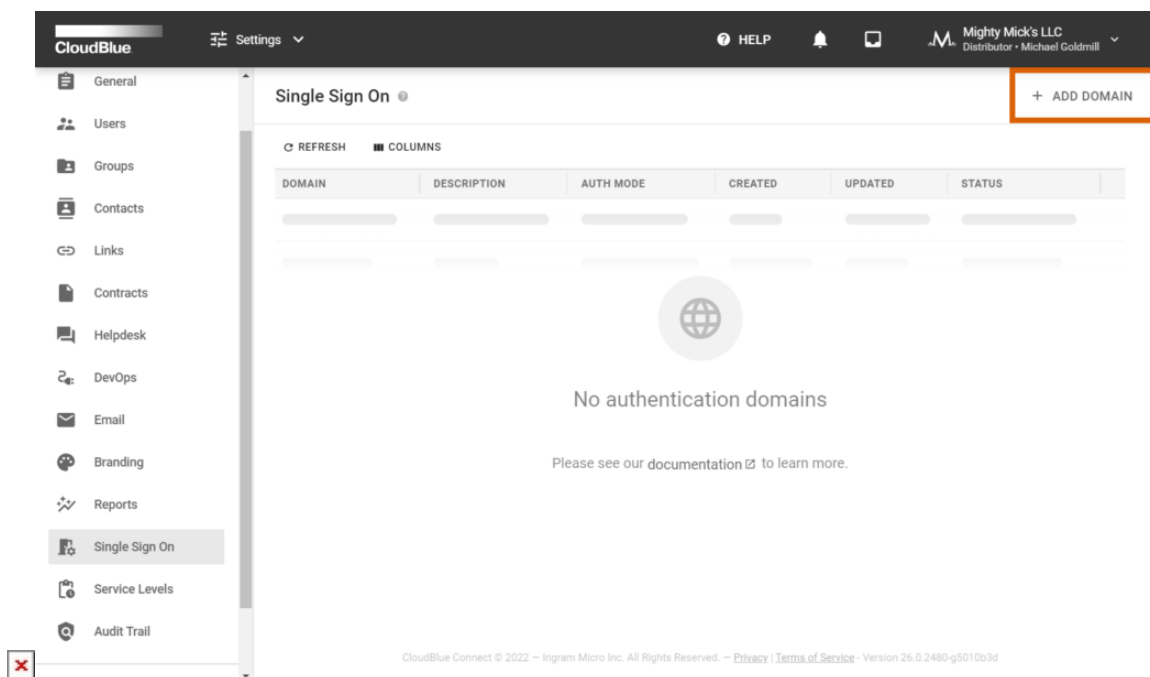 CloudBlue
Settings
HELP
Mighty Mick's LLC
Distributor • Michael Goldmill
General
Users
Groups
Contacts
Links
Contracts
Helpdesk
DevOps
Email
Branding
Reports
Single Sign On
Service Levels
Audit Trail
Single Sign On
+ ADD DOMAIN
REFRESH
COLUMNS
DOMAIN DESCRIPTION AUTH MODE CREATED UPDATED STATUS
No authentication domains
Please see our documentation to learn more.
CloudBlue Connect © 2022 – Ingram Micro Inc. All Rights Reserved. – Privacy | Terms of Service - Version 26.0.2480-g5010b3d